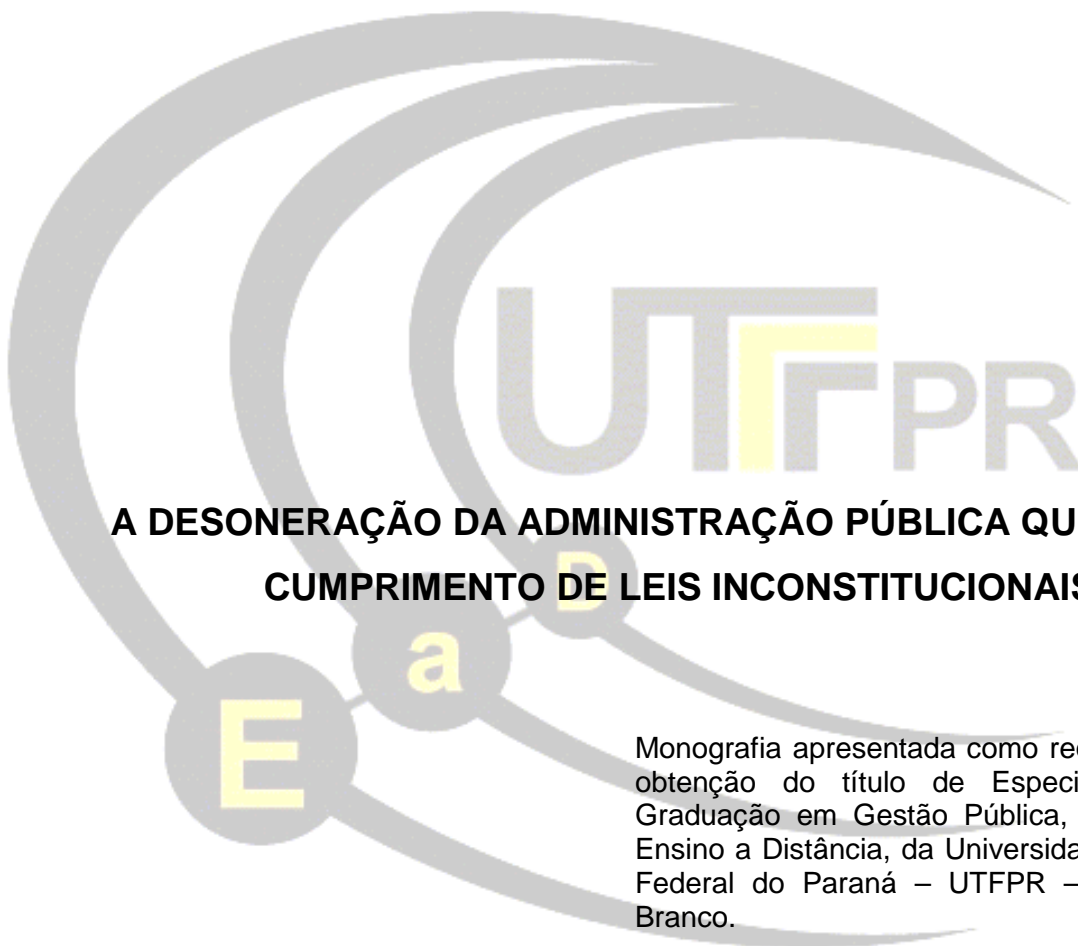 UTFPR
A DESONERAÇÃO DA ADMINISTRAÇÃO PÚBLICA QU
CUMPRIMENTO DE LEIS INCONSTITUCIONAIS
E a D
Monografia apresentada como re
obtenção do título de Especi
Graduação em Gestão Pública,
Ensino a Distância, da Universida
Federal do Paraná – UTFPR –
Branco.